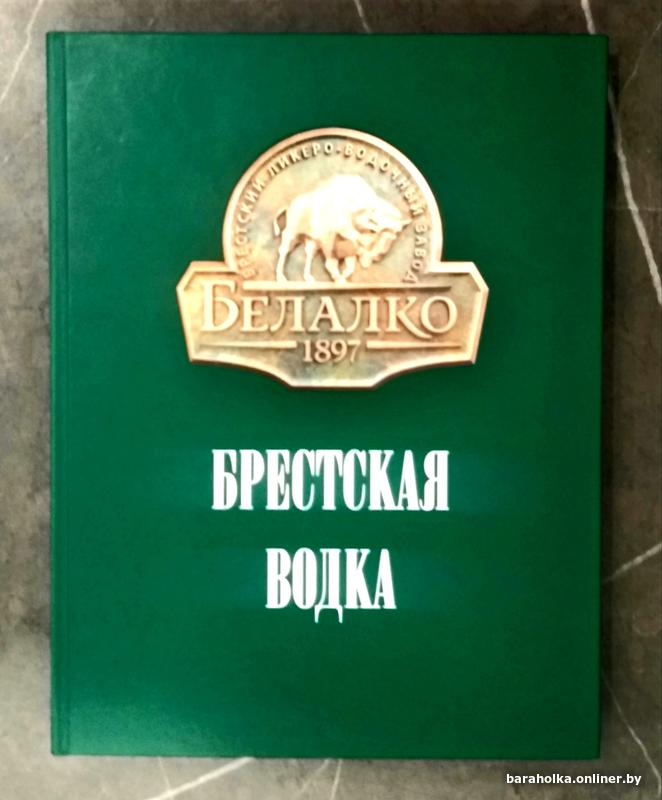 БРЕСТСКИЙ ЛИКЕРО-ВОДОЧНЫЙ ЗАВОД
БЕЛАЛКО
1897
БРЕСТСКАЯ
ВОДКА
baraholka.onliner.by